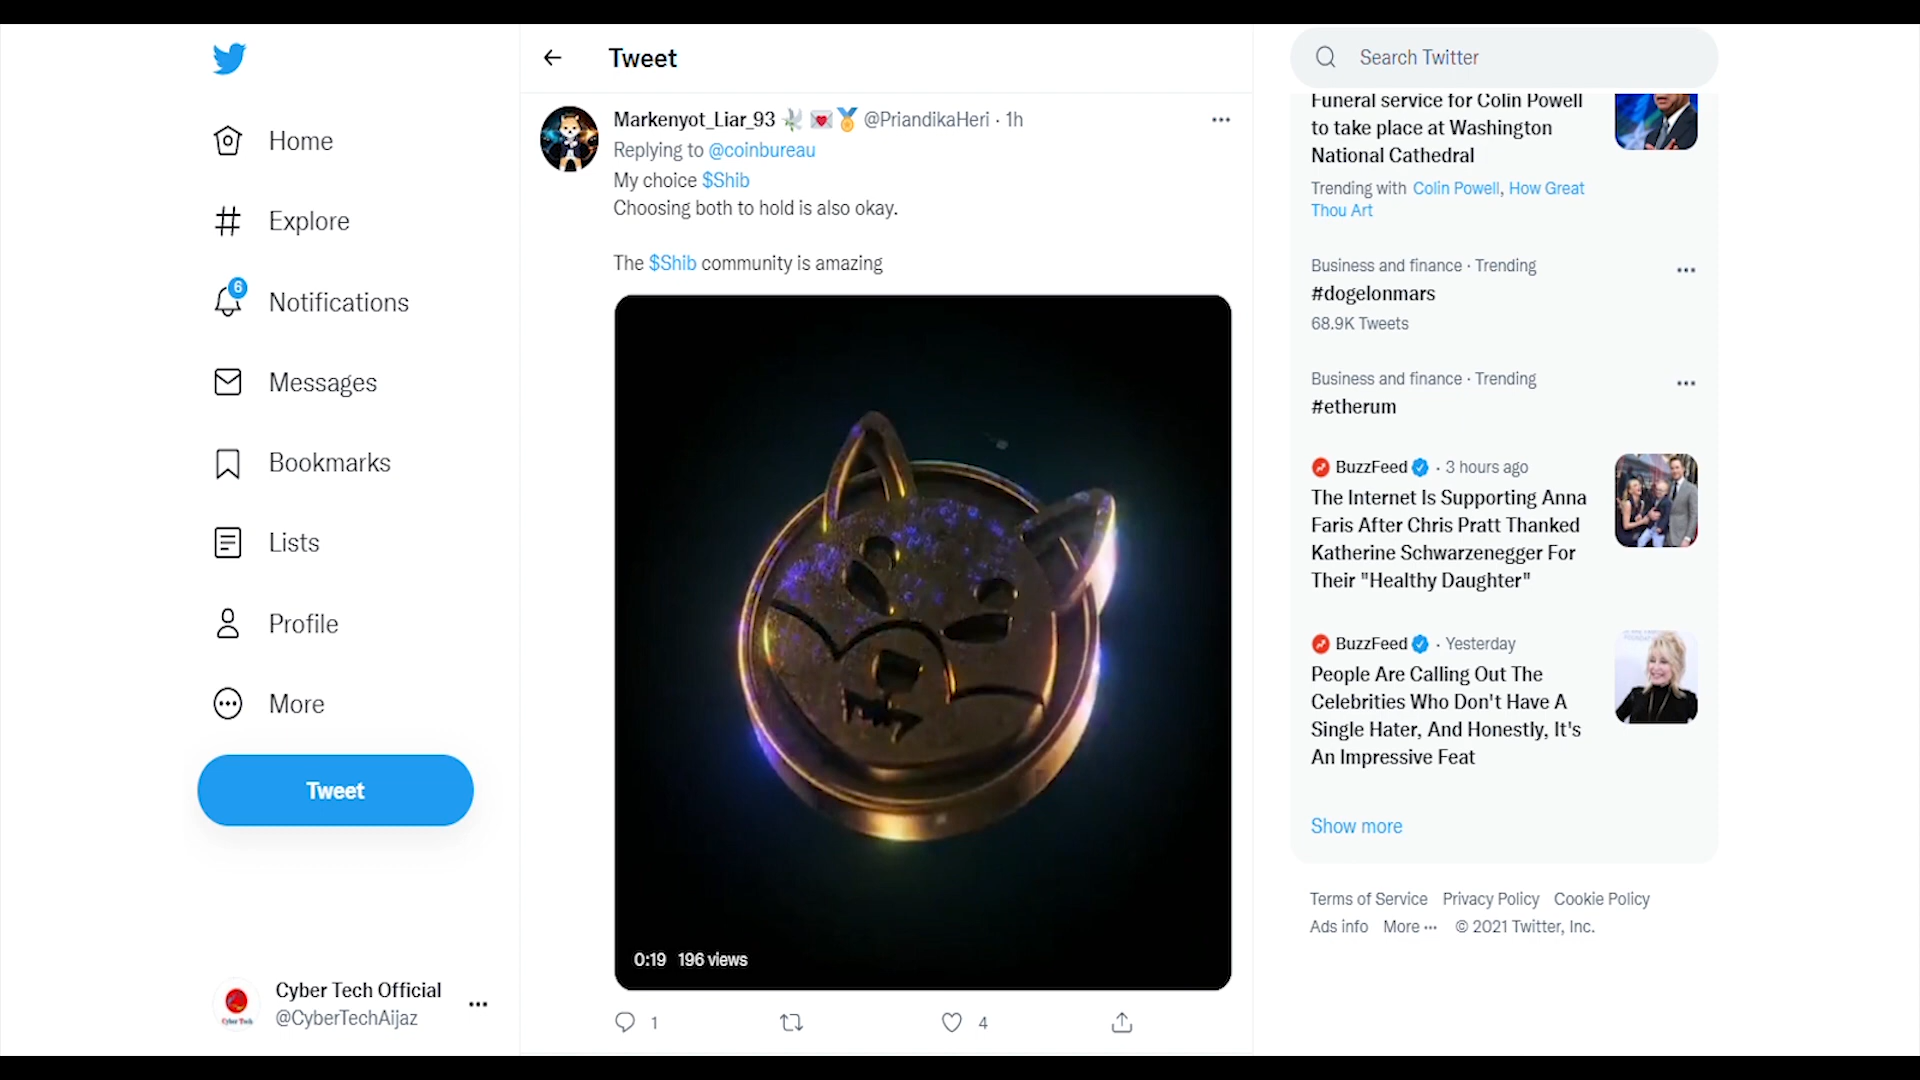 Home
Explore
6
Notifications
Messages
Bookmarks
Lists
Profile
More
Tweet
Cyber Tech Official
@CyberTechAijaz
Tweet
Markenyot_Liar_93 🕊️ 💌 🏅 @PriandikaHeri · 1h
Replying to @coinbureau
My choice $Shib
Choosing both to hold is also okay.
The $Shib community is amazing
0:19 196 views
1
4
Search Twitter
Funeral service for Colin Powell
to take place at Washington
National Cathedral
Trending with Colin Powell, How Great
Thou Art
Business and finance · Trending
#dogelonmars
68.9K Tweets
Business and finance · Trending
#etherum
BuzzFeed · 3 hours ago
The Internet Is Supporting Anna
Faris After Chris Pratt Thanked
Katherine Schwarzenegger For
Their "Healthy Daughter"
BuzzFeed · Yesterday
People Are Calling Out The
Celebrities Who Don't Have A
Single Hater, And Honestly, It's
An Impressive Feat
Show more
Terms of Service Privacy Policy Cookie Policy
Ads info More ··· © 2021 Twitter, Inc.